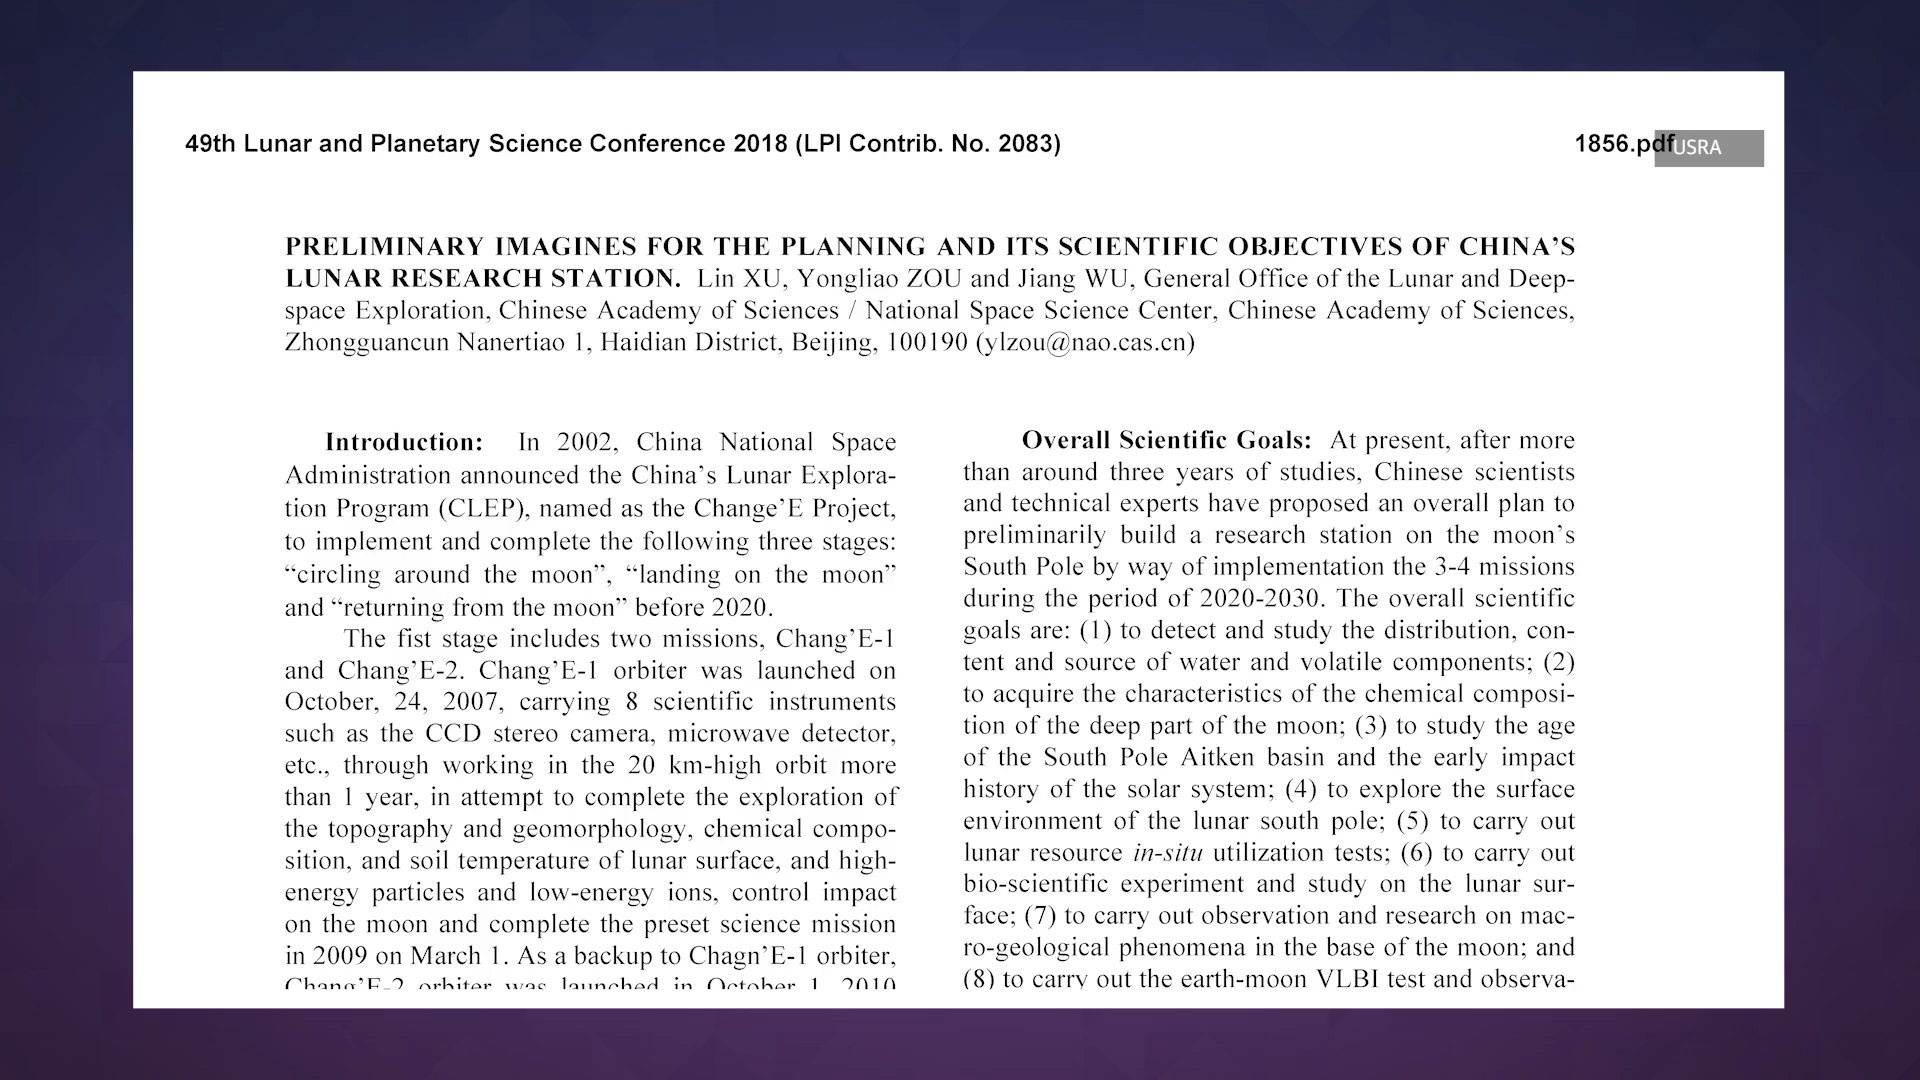 49th Lunar and Planetary Science Conference 2018 (LPI Contrib. No. 2083)
1856.pdf
USRA
PRELIMINARY IMAGINES FOR THE PLANNING AND ITS SCIENTIFIC OBJECTIVES OF CHINA’S
LUNAR RESEARCH STATION. Lin XU, Yongliao ZOU and Jiang WU, General Office of the Lunar and Deep-
space Exploration, Chinese Academy of Sciences / National Space Science Center, Chinese Academy of Sciences,
Zhongguancun Nanertiao 1, Haidian District, Beijing, 100190 (ylzou@nao.cas.cn)
Introduction: In 2002, China National Space
Administration announced the China’s Lunar Explora-
tion Program (CLEP), named as the Change’E Project,
to implement and complete the following three stages:
“circling around the moon”, “landing on the moon”
and “returning from the moon” before 2020.
The fist stage includes two missions, Chang’E-1
and Chang’E-2. Chang’E-1 orbiter was launched on
October, 24, 2007, carrying 8 scientific instruments
such as the CCD stereo camera, microwave detector,
etc., through working in the 20 km-high orbit more
than 1 year, in attempt to complete the exploration of
the topography and geomorphology, chemical compo-
sition, and soil temperature of lunar surface, and high-
energy particles and low-energy ions, control impact
on the moon and complete the preset science mission
in 2009 on March 1. As a backup to Chagn’E-1 orbiter,
Chang’E-2 orbiter was launched in October 1, 2010
Overall Scientific Goals: At present, after more
than around three years of studies, Chinese scientists
and technical experts have proposed an overall plan to
preliminarily build a research station on the moon’s
South Pole by way of implementation the 3-4 missions
during the period of 2020-2030. The overall scientific
goals are: (1) to detect and study the distribution, con-
tent and source of water and volatile components; (2)
to acquire the characteristics of the chemical composi-
tion of the deep part of the moon; (3) to study the age
of the South Pole Aitken basin and the early impact
history of the solar system; (4) to explore the surface
environment of the lunar south pole; (5) to carry out
lunar resource in-situ utilization tests; (6) to carry out
bio-scientific experiment and study on the lunar sur-
face; (7) to carry out observation and research on mac-
ro-geological phenomena in the base of the moon; and
(8) to carry out the earth-moon VLBI test and observa-